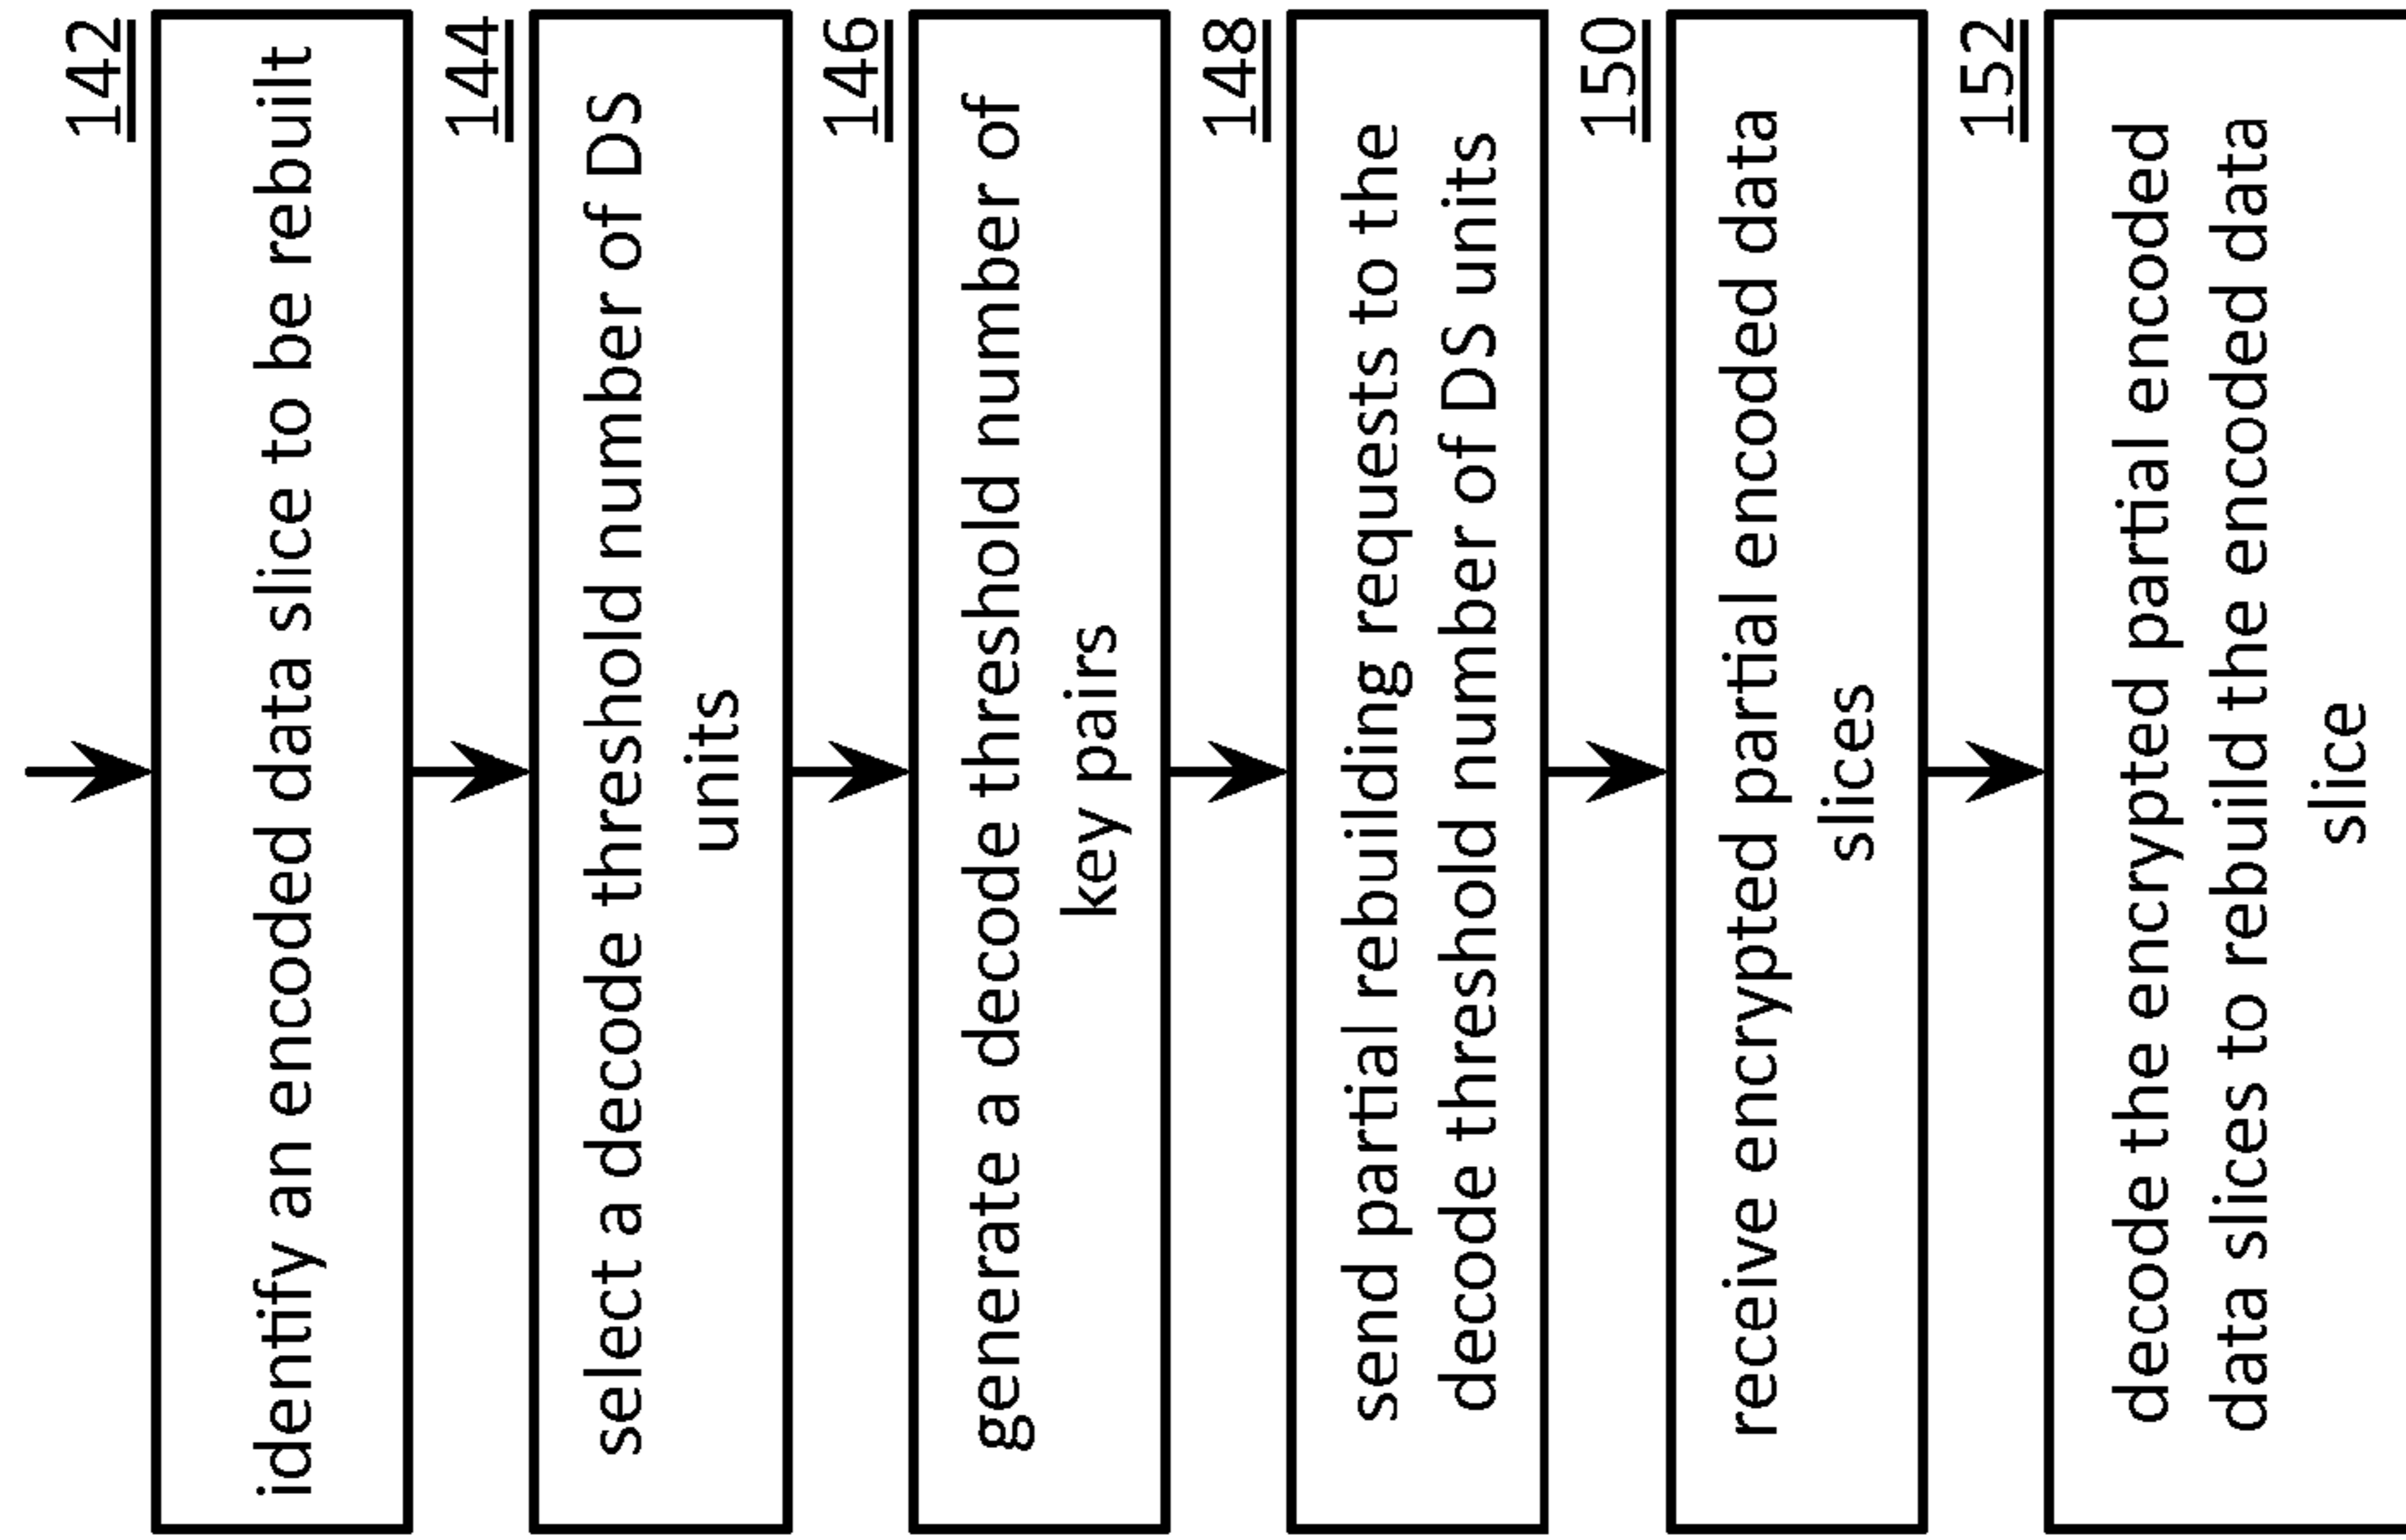 142
identify an encoded data slice to be rebuilt
144
select a decode threshold number of DS
units
146
generate a decode threshold number of
key pairs
148
send partial rebuilding requests to the
decode threshold number of DS units
150
receive encrypted partial encoded data
slices
152
decode the encrypted partial encoded
data slices to rebuild the encoded data
slice